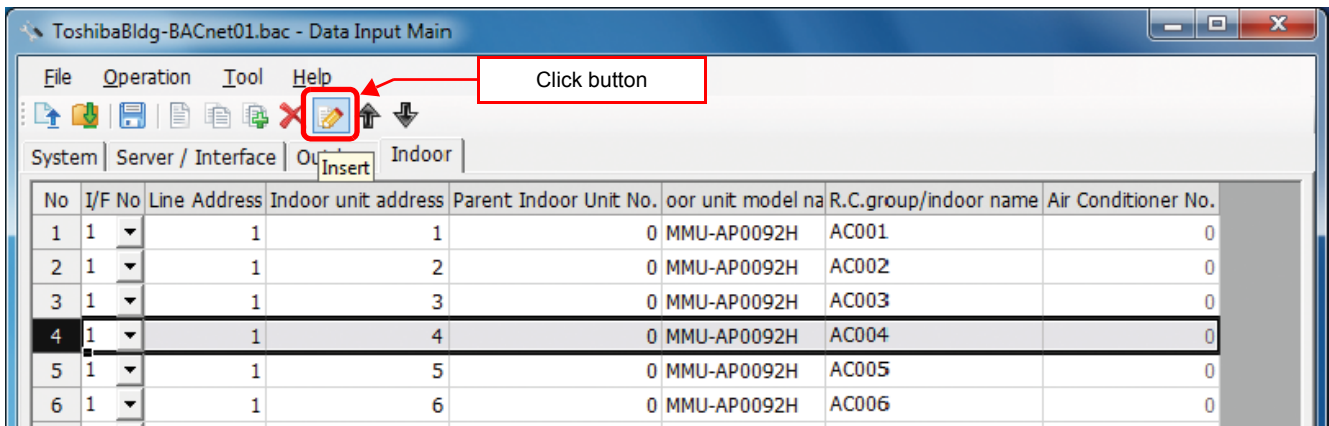 ToshibaBldg-BACnet01.bac - Data Input Main
File Operation Tool Help
Click button
System Server / Interface Indoor
Insert
No I/F No Line Address Indoor unit address Parent Indoor Unit No. oor unit model na R.C.group/indoor name Air Conditioner No.
1 1 1 1 0 MMU-AP0092H AC001 0
2 1 1 2 0 MMU-AP0092H AC002 0
3 1 1 3 0 MMU-AP0092H AC003 0
4 1 1 4 0 MMU-AP0092H AC004 0
5 1 1 5 0 MMU-AP0092H AC005 0
6 1 1 6 0 MMU-AP0092H AC006 0